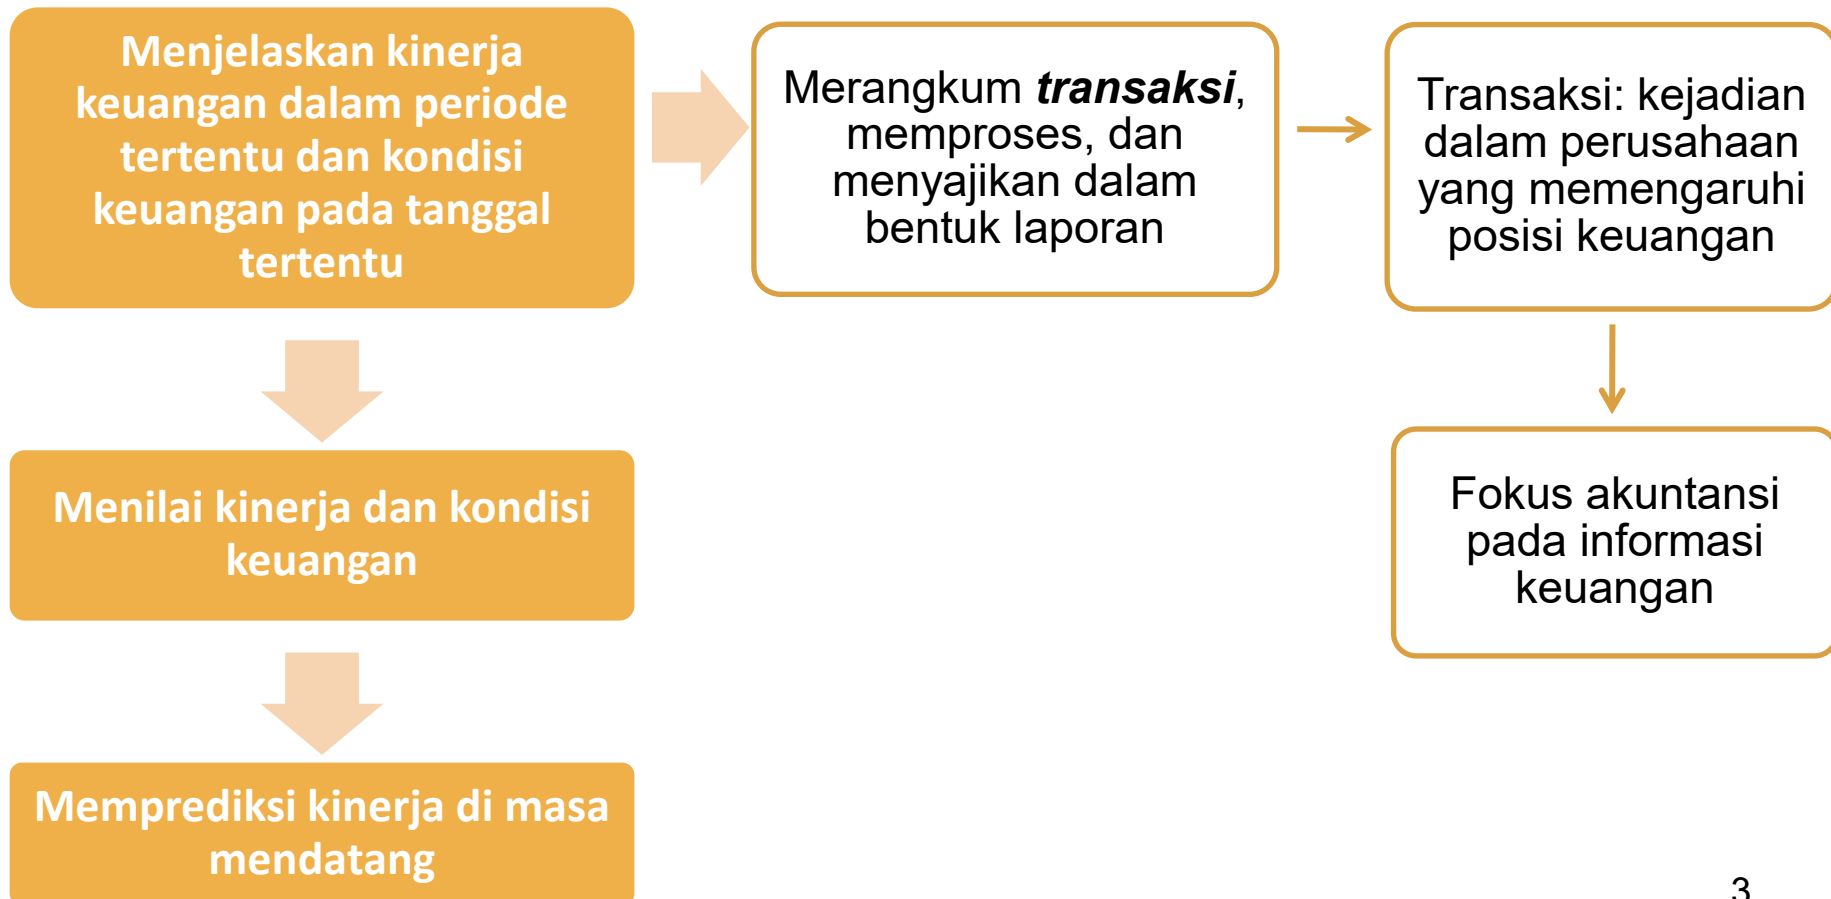 Menjelaskan kinerja
keuangan dalam periode
tertentu dan kondisi
keuangan pada tanggal
tertentu
Merangkum transaksi,
memproses, dan
menyajikan dalam
bentuk laporan
Transaksi: kejadian
dalam perusahaan
yang memengaruhi
posisi keuangan
Menilai kinerja dan kondisi
keuangan
Fokus akuntansi
pada informasi
keuangan
Memprediksi kinerja di masa
mendatang
3